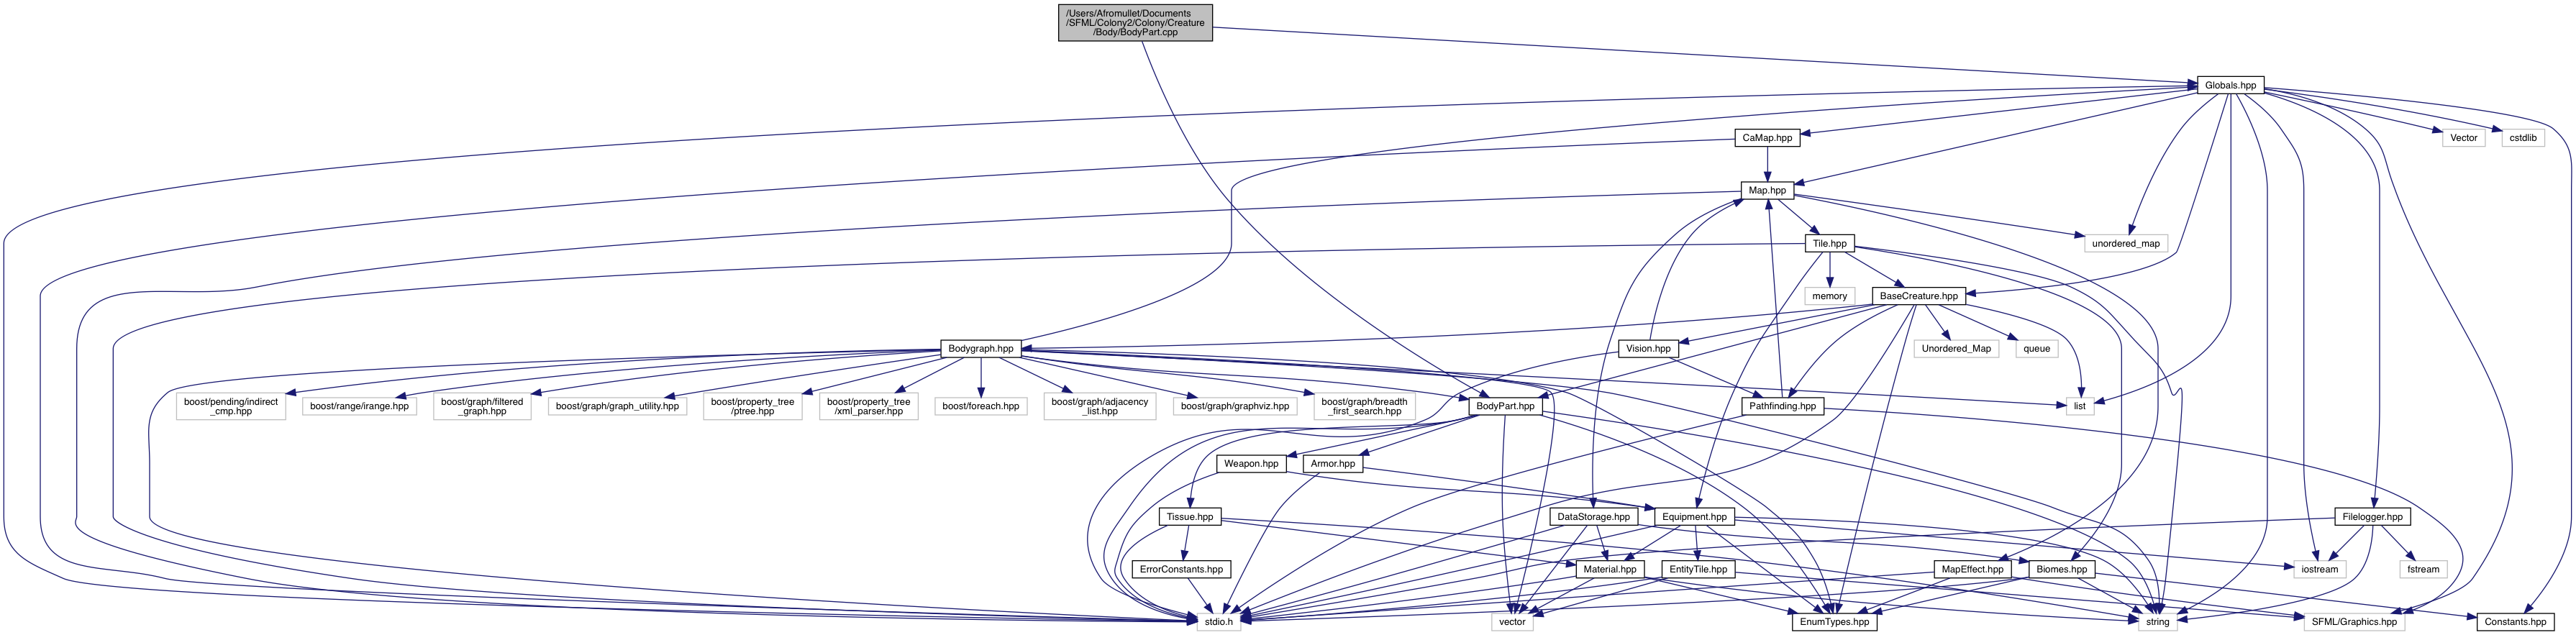 /Users/Afromullet/Documents
/SFML/Colony2/Colony/Creature
/Body/BodyPart.cpp
Globals.hpp
CaMap.hpp
Vector
cstdlib
Map.hpp
Tile.hpp
unordered_map
memory
BaseCreature.hpp
Bodygraph.hpp
Vision.hpp
Unordered_Map
queue
boost/pending/indirect
_cmp.hpp
boost/range/irange.hpp
boost/graph/filtered
_graph.hpp
boost/graph/graph_utility.hpp
boost/property_tree
/ptree.hpp
boost/property_tree
/xml_parser.hpp
boost/foreach.hpp
boost/graph/adjacency
_list.hpp
boost/graph/graphviz.hpp
boost/graph/breadth
_first_search.hpp
BodyPart.hpp
Pathfinding.hpp
list
Weapon.hpp
Armor.hpp
Tissue.hpp
DataStorage.hpp
Equipment.hpp
Filelogger.hpp
ErrorConstants.hpp
Material.hpp
EntityTile.hpp
MapEffect.hpp
Biomes.hpp
iostream
fstream
stdio.h
vector
EnumTypes.hpp
string
SFML/Graphics.hpp
Constants.hpp